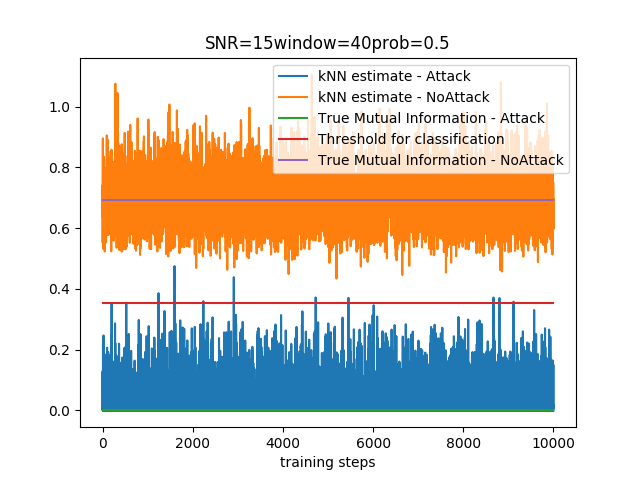 SNR=15window=40prob=0.5
kNN estimate - Attack
kNN estimate - NoAttack
True Mutual Information - Attack
Threshold for classification
True Mutual Information - NoAttack
1.0
0.8
0.6
0.4
0.2
0.0
0 2000 4000 6000 8000 10000
training steps